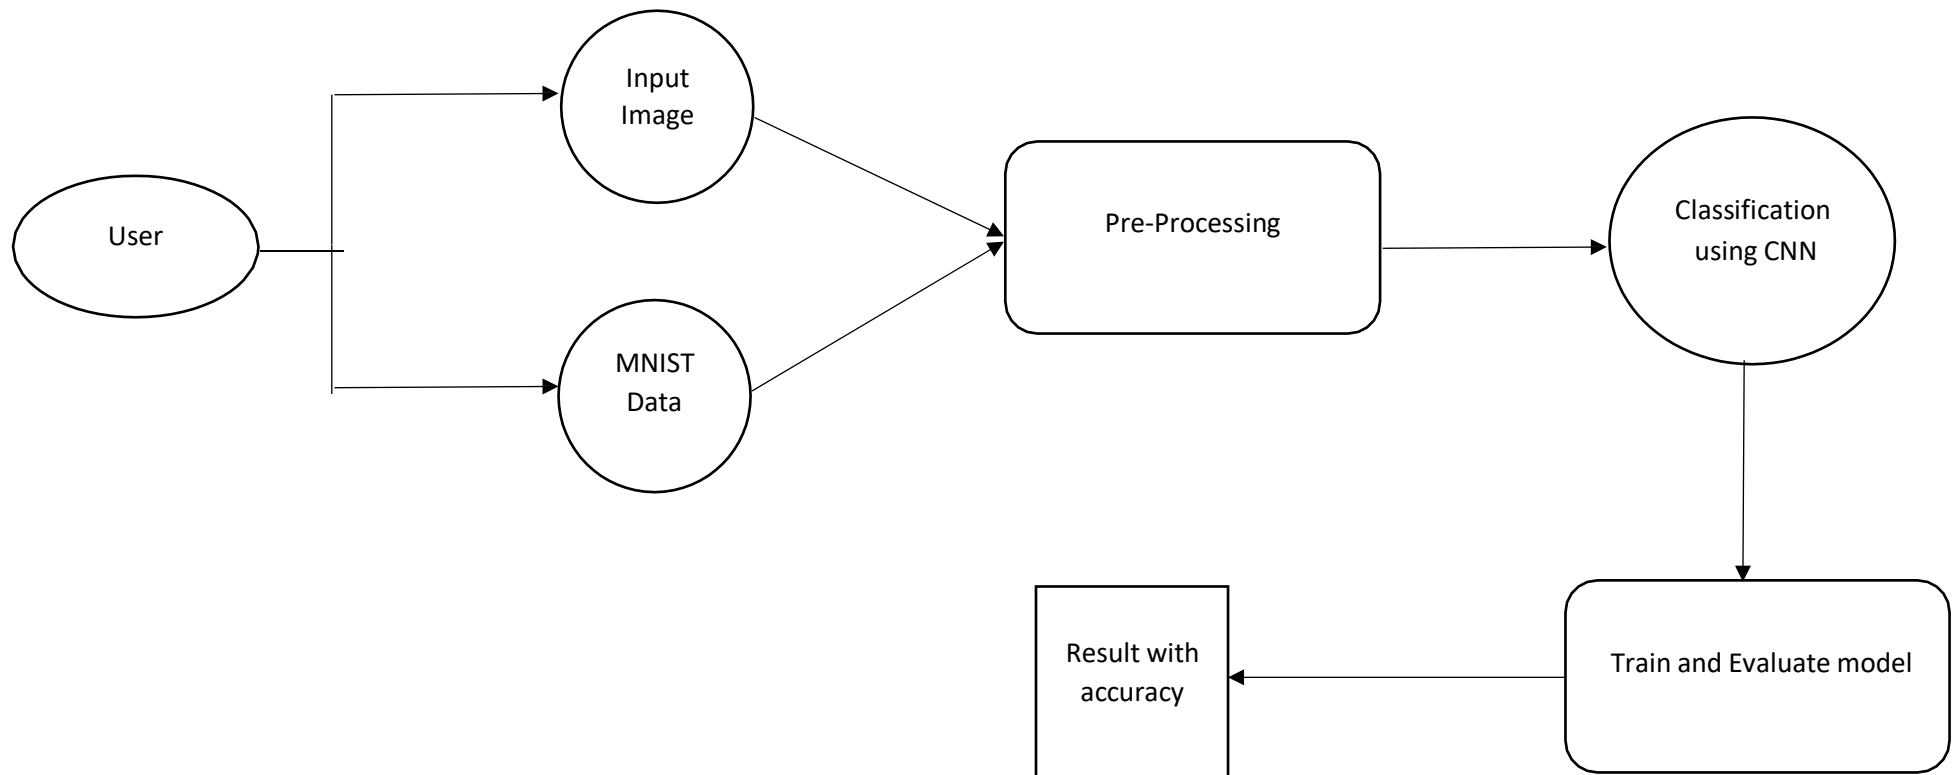 Input
Image
User
MNIST
Data
Pre-Processing
Classification
using CNN
Train and Evaluate model
Result with
accuracy